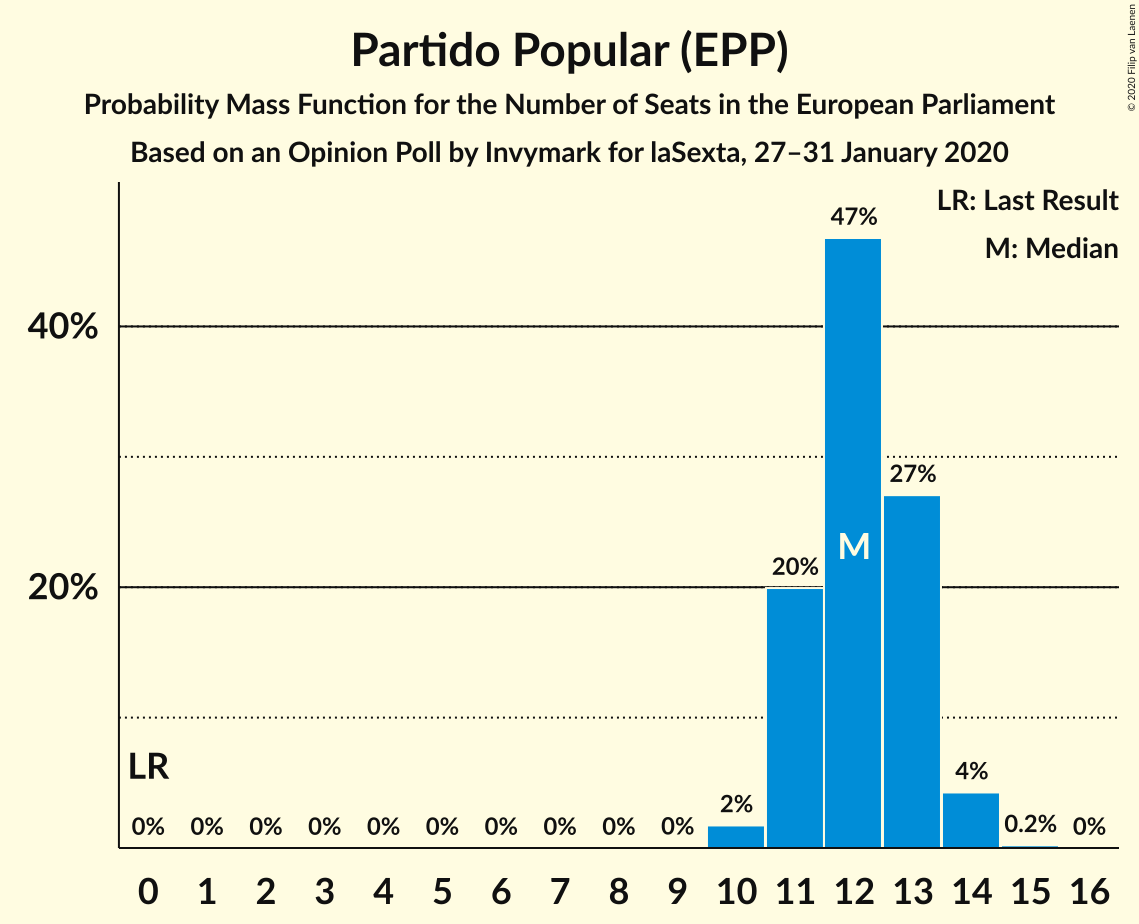 Partido Popular (EPP)
Probability Mass Function for the Number of Seats in the European Parliament
Based on an Opinion Poll by Invymark for laSexta, 27–31 January 2020
© 2020 Filip van Laenen
LR: Last Result
M: Median
40%
20%
47%
27%
20%
M
LR
4%
2%
0% 0% 0% 0% 0% 0% 0% 0% 0% 0% 0.2% 0%
0 1 2 3 4 5 6 7 8 9 10 11 12 13 14 15 16